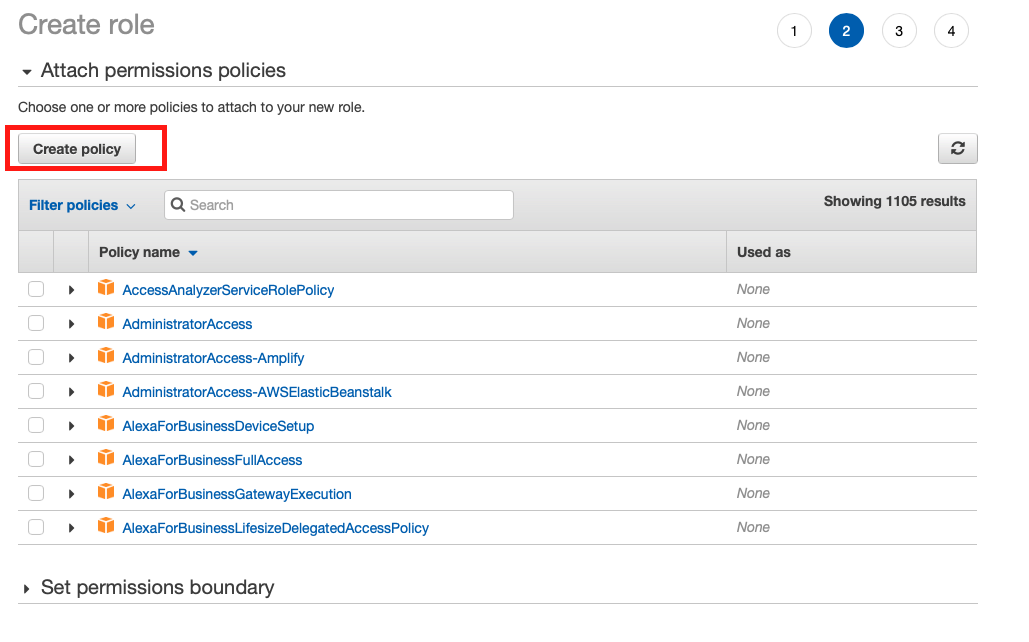 Create role
1 2 3 4
Attach permissions policies
Choose one or more policies to attach to your new role.
Create policy
Filter policies Search Showing 1105 results
Policy name Used as
AccessAnalyzerServiceRolePolicy None
AdministratorAccess None
AdministratorAccess-Amplify None
AdministratorAccess-AWSElasticBeanstalk None
AlexaForBusinessDeviceSetup None
AlexaForBusinessFullAccess None
AlexaForBusinessGatewayExecution None
AlexaForBusinessLifesizeDelegatedAccessPolicy None
Set permissions boundary